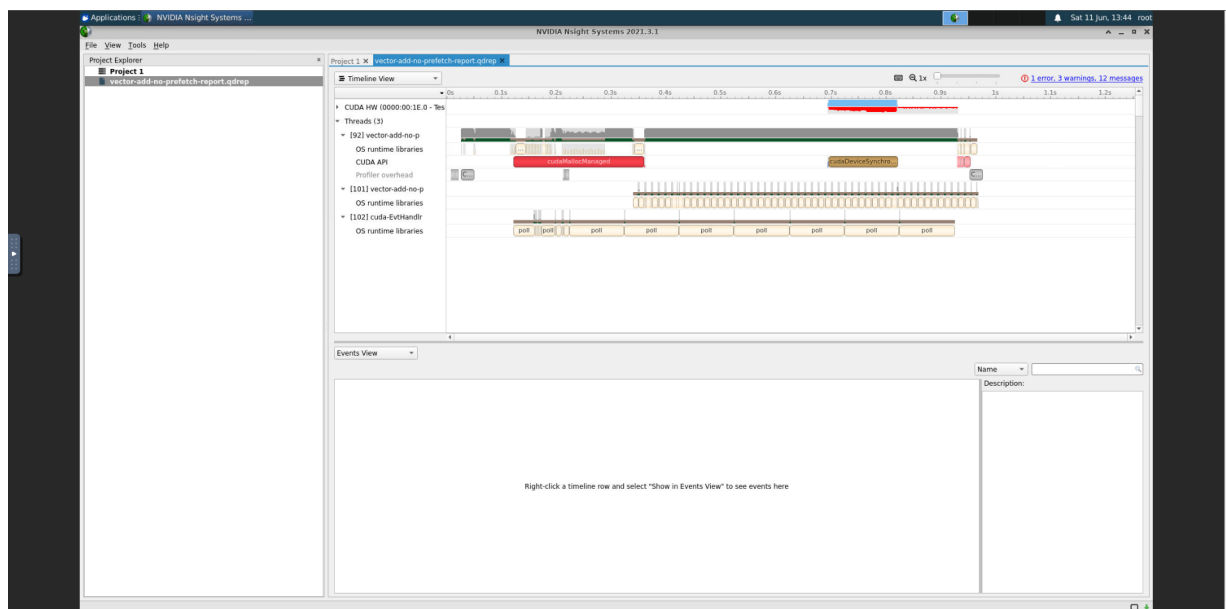 Applications NVIDIA Nsight Systems ... Sat 11 Jun, 13:44 root
NVIDIA Nsight Systems 2021.3.1
File View Tools Help
Project Explorer
Project 1
vector-add-no-prefetch-report.qdrep
Project 1 vector-add-no-prefetch-report.qdrep
Timeline View 1x 1 error, 3 warnings, 12 messages
0s 0.1s 0.2s 0.3s 0.4s 0.5s 0.6s 0.7s 0.8s 0.9s 1s 1.1s 1.2s
CUDA HW (0000:00:1E.0 - Tes
Threads (3)
[92] vector-add-no-p
OS runtime libraries ... ...
CUDA API cudaMallocManaged cudaDeviceSynchro...
Profiler overhead C... C...
[101] vector-add-no-p
OS runtime libraries
[102] cuda-EvtHandlr
OS runtime libraries poll poll poll poll poll poll poll poll poll
Events View
Name
Description:
Right-click a timeline row and select "Show in Events View" to see events here